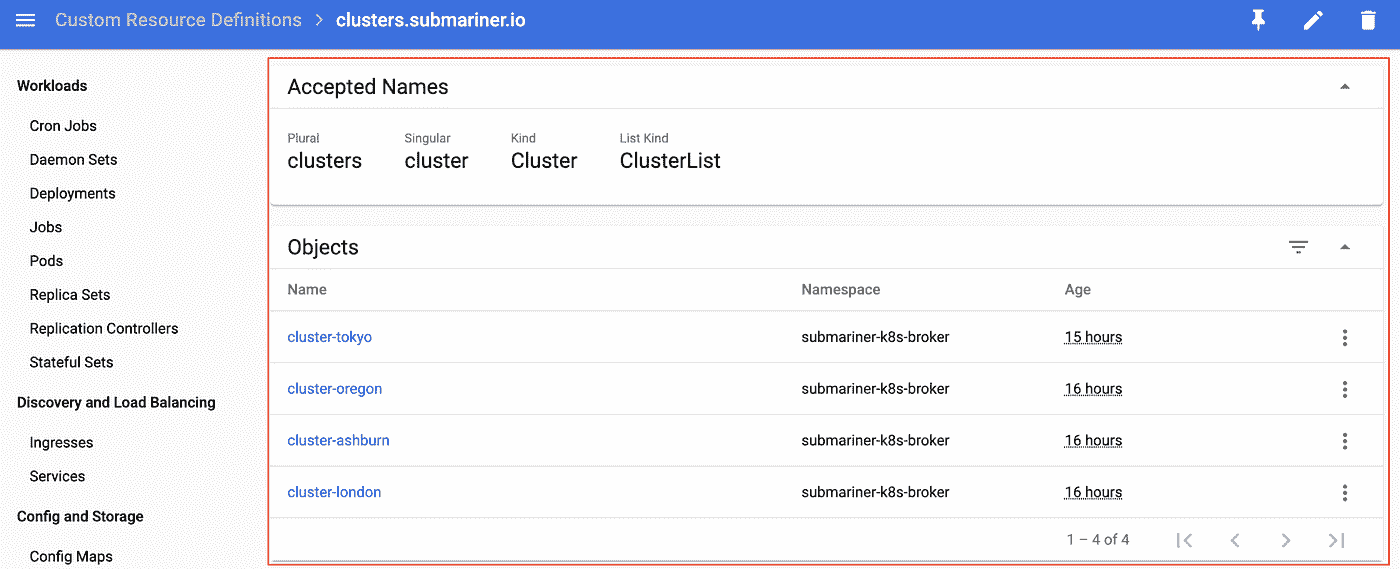 Custom Resource Definitions > clusters.submariner.io
Workloads
Cron Jobs
Daemon Sets
Deployments
Jobs
Pods
Replica Sets
Replication Controllers
Stateful Sets
Discovery and Load Balancing
Ingresses
Services
Config and Storage
Config Maps
Accepted Names
Plural Singular Kind List Kind
clusters cluster Cluster ClusterList
Objects
Name Namespace Age
cluster-tokyo submariner-k8s-broker 15 hours
cluster-oregon submariner-k8s-broker 16 hours
cluster-ashburn submariner-k8s-broker 16 hours
cluster-london submariner-k8s-broker 16 hours
1 – 4 of 4